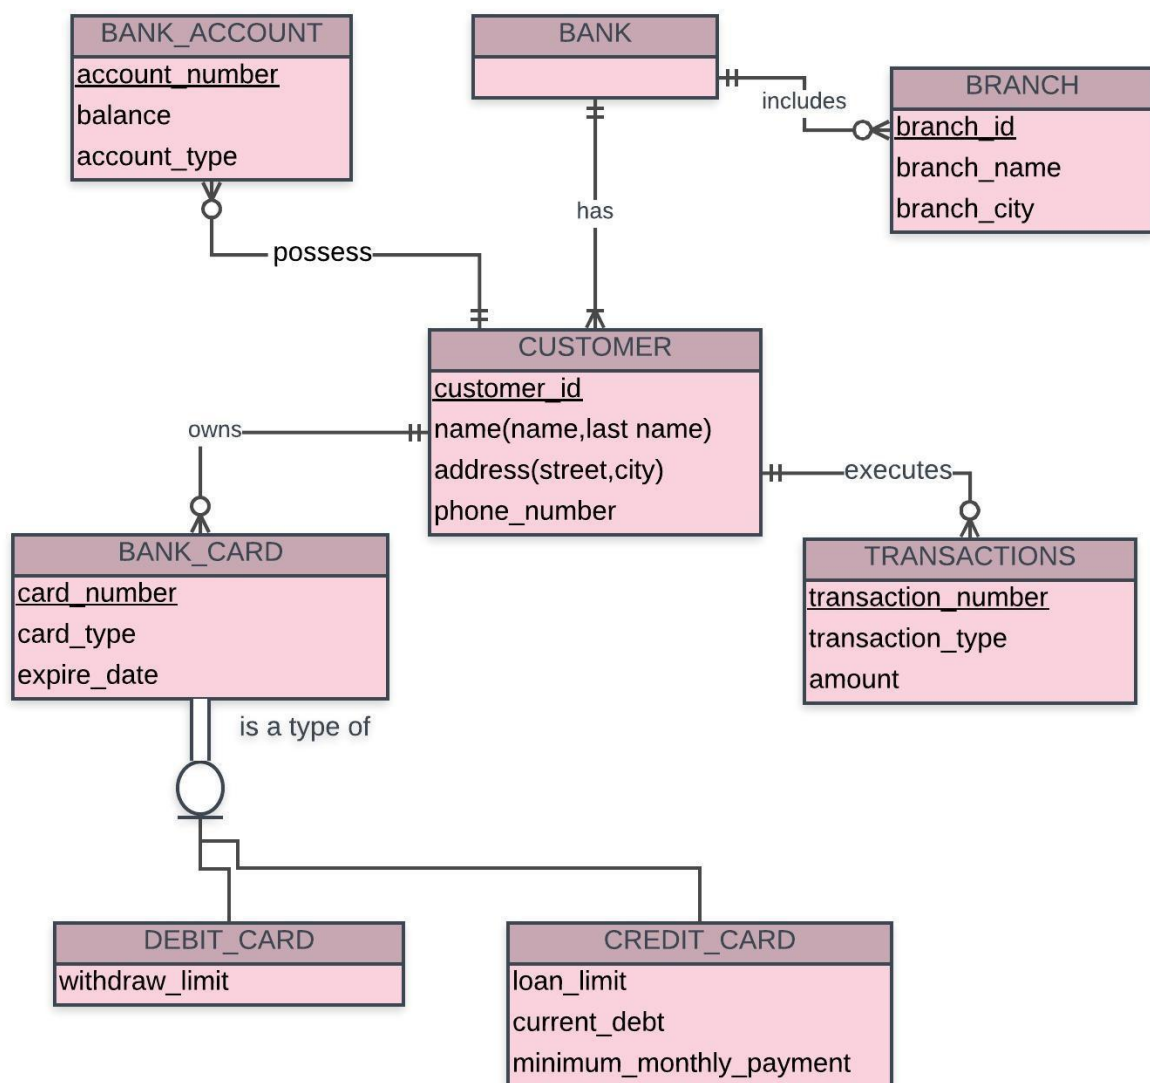 BANK_ACCOUNT
account_number
balance
account_type
BANK
includes
BRANCH
branch_id
branch_name
branch_city
has
possess
CUSTOMER
customer_id
name(name,last name)
address(street,city)
phone_number
owns
executes
BANK_CARD
card_number
card_type
expire_date
TRANSACTIONS
transaction_number
transaction_type
amount
is a type of
DEBIT_CARD
withdraw_limit
CREDIT_CARD
loan_limit
current_debt
minimum_monthly_payment